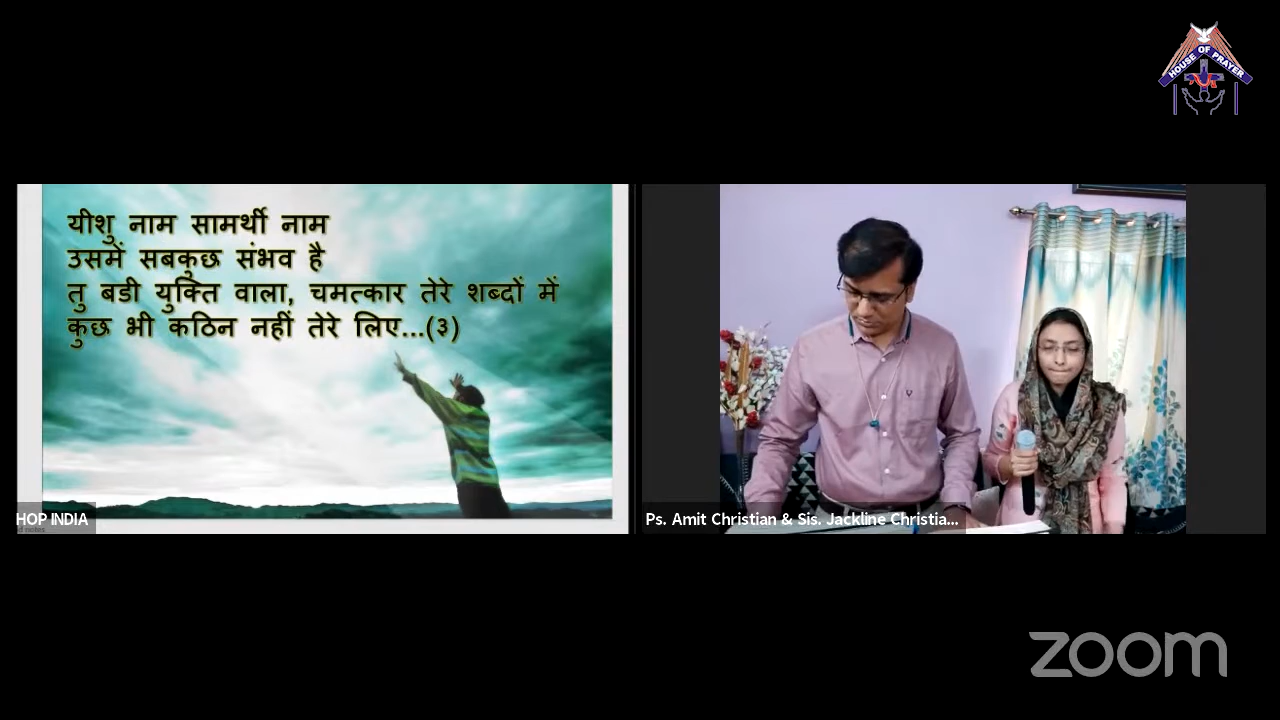 HOUSE OF PRAYER
यीशु नाम सामर्थी नाम
उसमें सबकुछ संभव है
तु बडी युक्ति वाला, चमत्कार तेरे शब्दों में
कुछ भी कठिन नहीं तेरे लिए...(३)
HOP INDIA
Ps. Amit Christian & Sis. Jackline Christia...
zoom